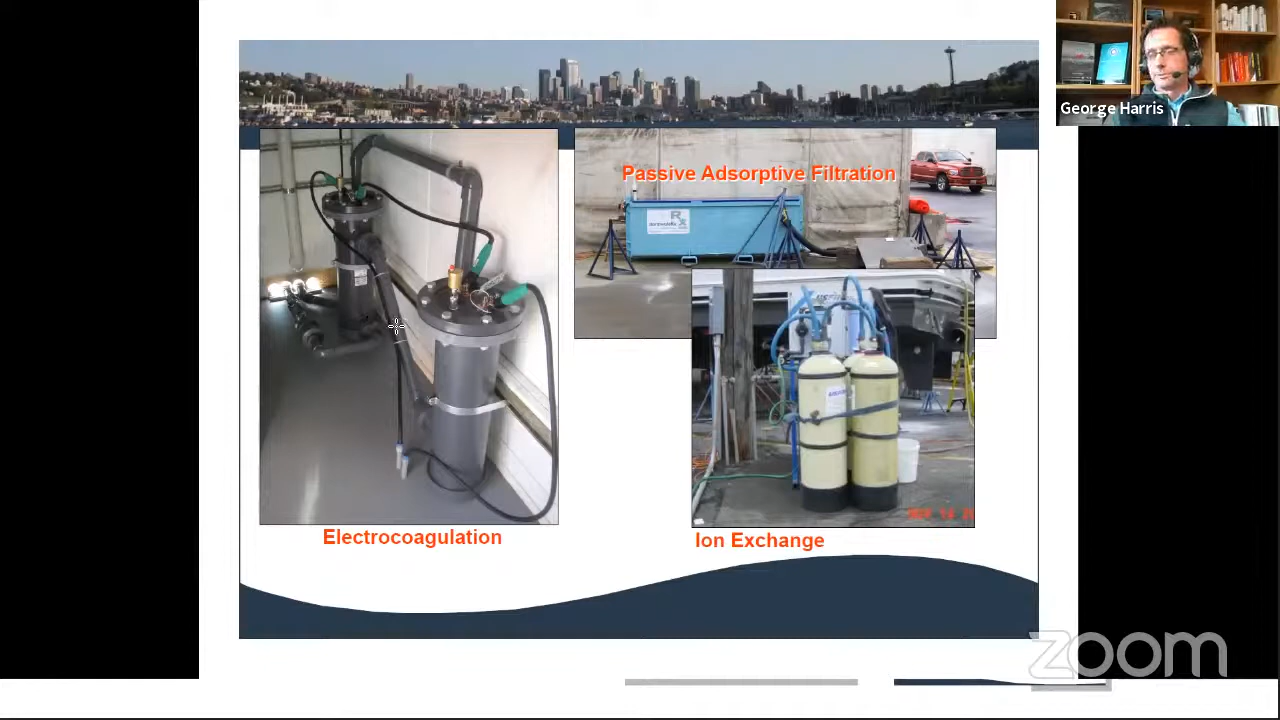 George Harris
Passive Adsorptive Filtration
Electrocoagulation
Ion Exchange
zoom